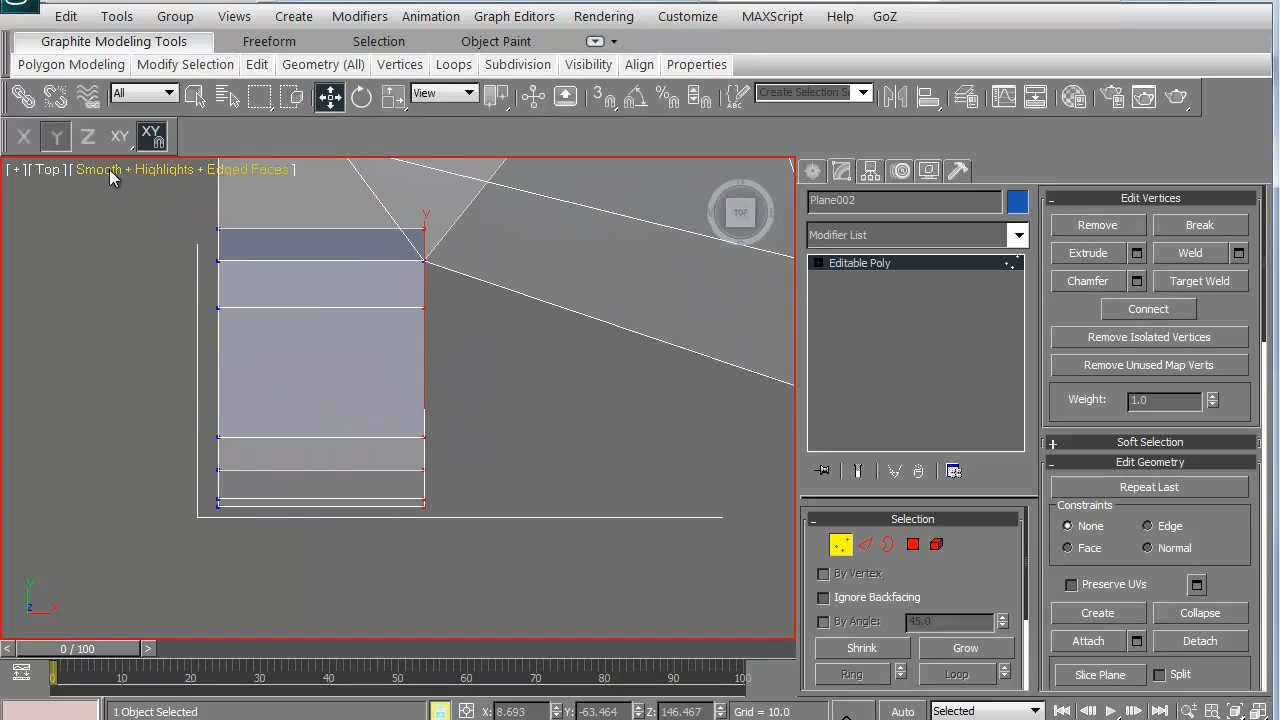 Edit Tools Group Views Create Modifiers Animation Graph Editors Rendering Customize MAXScript Help GoZ
Graphite Modeling Tools Freeform Selection Object Paint
Polygon Modeling Modify Selection Edit Geometry (All) Vertices Loops Subdivision Visibility Align Properties
All View 3 Create Selection Se
X Y Z XY XY
[ + ][ Top ][ Smooth + Highlights + Edged Faces ]
TOP
y
y
z x
Plane002
Modifier List
Editable Poly
Selection
By Vertex
Ignore Backfacing
By Angle: 45.0
Shrink Grow
Ring Loop
Edit Vertices
Remove Break
Extrude Weld
Chamfer Target Weld
Connect
Remove Isolated Vertices
Remove Unused Map Verts
Weight: 1.0
Soft Selection
Edit Geometry
Repeat Last
Constraints
None Edge
Face Normal
Preserve UVs
Create Collapse
Attach Detach
Slice Plane Split
< 0 / 100 >
0 10 20 30 40 50 60 70 80 90 100
1 Object Selected X: 8.693 Y: -63.464 Z: 146.467 Grid = 10.0 Auto Selected